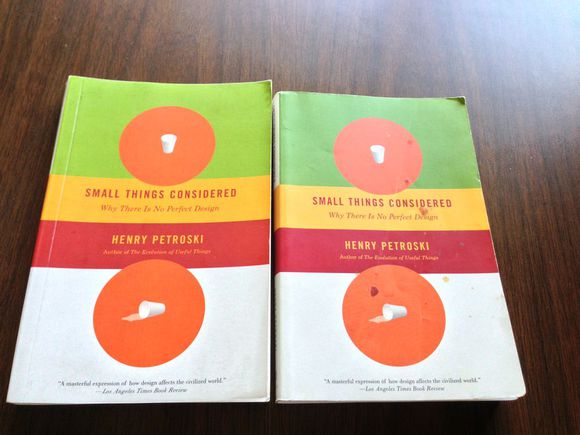 SMALL THINGS CONSIDERED
Why There Is No Perfect Design
HENRY PETROSKI
Author of The Evolution of Useful Things
"A masterful expression of how design affects the civilized world."
—Los Angeles Times Book Review
SMALL THINGS CONSIDERED
Why There Is No Perfect Design
HENRY PETROSKI
Author of The Evolution of Useful Things
"A masterful expression of how design affects the civilized world."
—Los Angeles Times Book Review